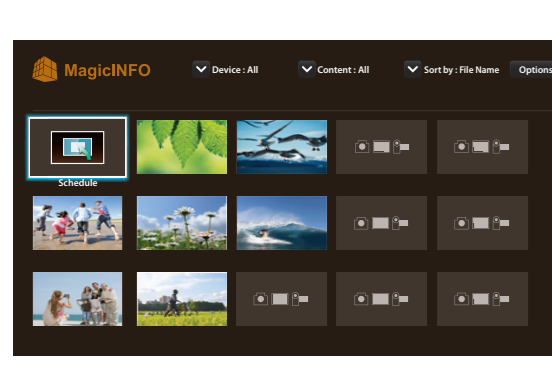 MagicINFO
Device : All
Content : All
Sort by : File Name
Options
Schedule